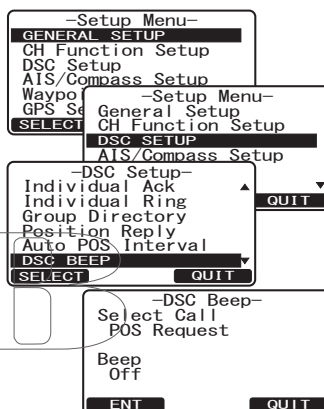 –Setup Menu–
GENERAL SETUP
CH Function Setup
DSC Setup
AIS/Compass Setup
GPS
SELECT
–Setup Menu–
General Setup
CH Function Setup
DSC SETUP
AIS/Compass Setup
QUIT
–DSC Setup–
Individual Ack
Individual Ring
Group Directory
Position Reply
Auto POS Interval
DSC BEEP
SELECT QUIT
–DSC Beep–
Select Call
POS Request
Beep
Off
ENT QUIT